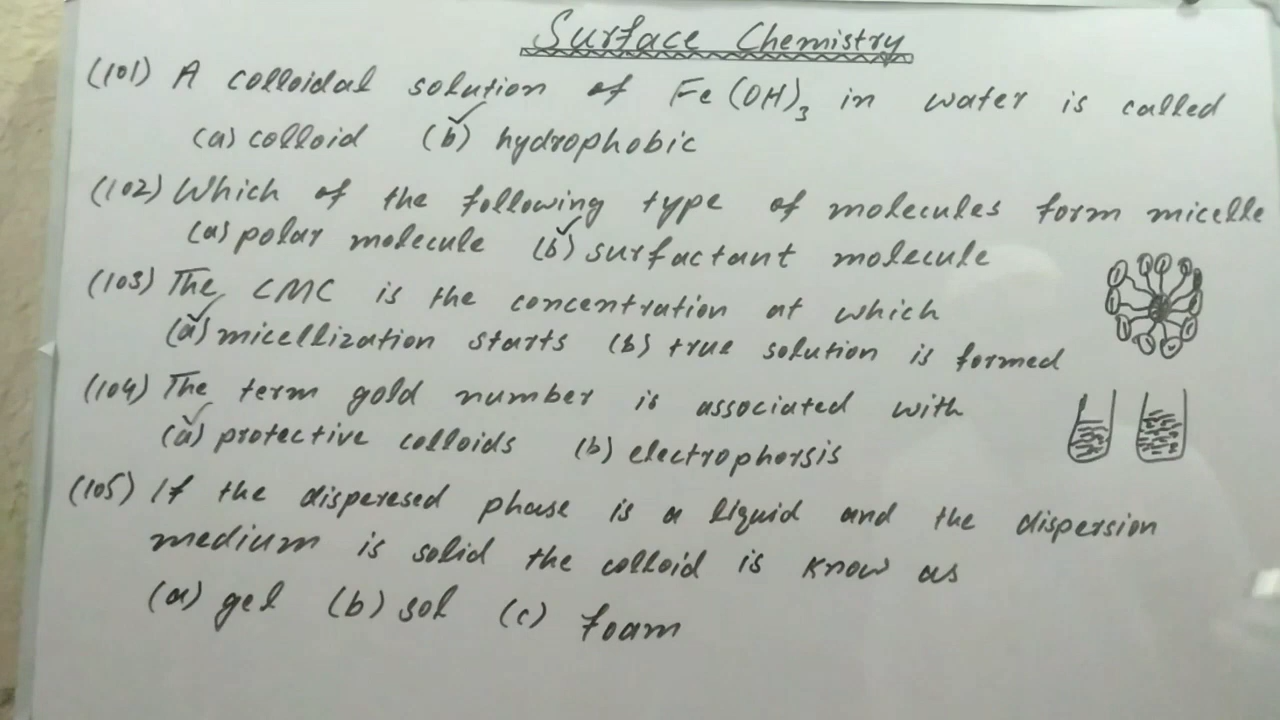 Surface Chemistry
(101) A colloidal solution of Fe(OH)₃ in water is called
(a) colloid (b) hydrophobic
(102) Which of the following type of molecules form micelle
(a) polar molecule (b) surfactant molecule
(103) The CMC is the concentration at which
(a) micellization starts (b) true solution is formed
(104) The term gold number is associated with
(a) protective colloids (b) electrophorsis
(105) If the disperesed phase is a liquid and the dispersion
medium is solid the colloid is know as
(a) gel (b) sol (c) foam